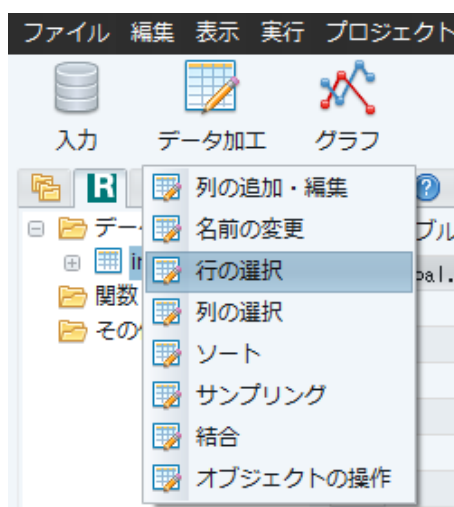 ファイル 編集 表示 実行 プロジェクト
入力 データ加工 グラフ
R
列の追加・編集
デー
名前の変更
ブル
行の選択
bal.
関数
列の選択
その
ソート
サンプリング
結合
オブジェクトの操作